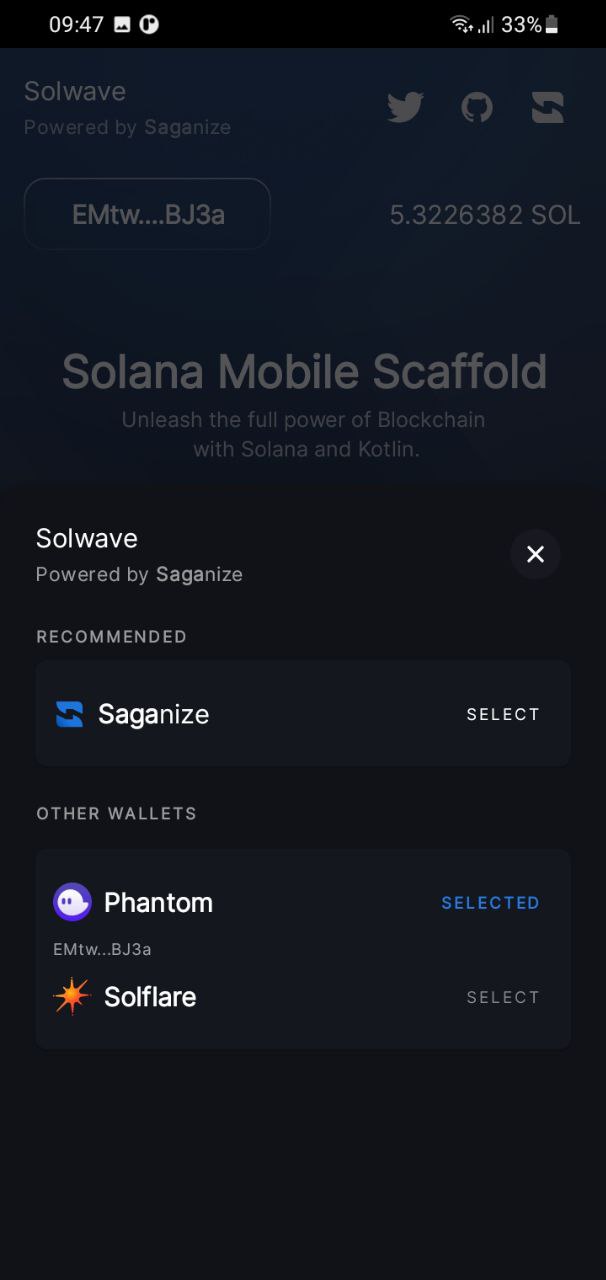 09:47
33%
Solwave
Powered by Saganize
EMtw....BJ3a
5.3226382 SOL
Solana Mobile Scaffold
Unleash the full power of Blockchain
with Solana and Kotlin.
Solwave
Powered by Saganize
RECOMMENDED
Saganize
SELECT
OTHER WALLETS
Phantom
SELECTED
EMtw...BJ3a
Solflare
SELECT